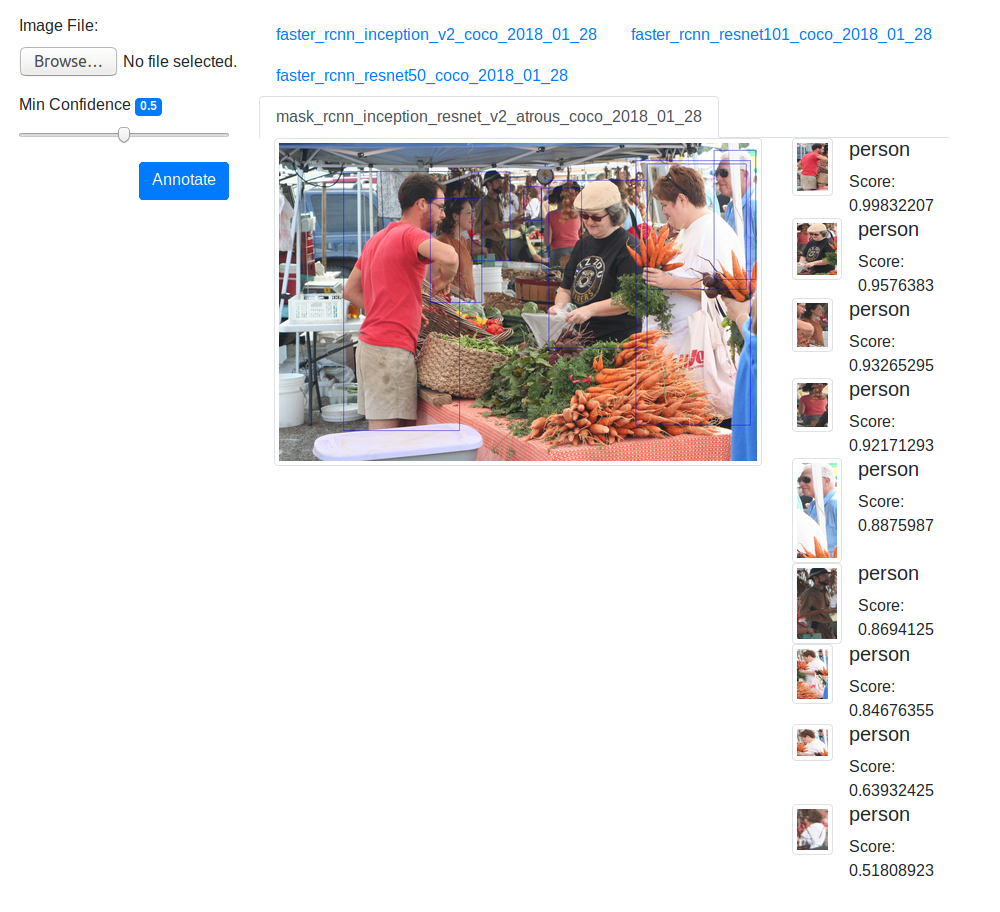 Image File:
Browse... No file selected.
Min Confidence 0.5
Annotate
faster_rcnn_inception_v2_coco_2018_01_28
faster_rcnn_resnet101_coco_2018_01_28
faster_rcnn_resnet50_coco_2018_01_28
mask_rcnn_inception_resnet_v2_atrous_coco_2018_01_28
person
Score:
0.99832207
person
Score:
0.9576383
person
Score:
0.93265295
person
Score:
0.92171293
person
Score:
0.8875987
person
Score:
0.8694125
person
Score:
0.84676355
person
Score:
0.63932425
person
Score:
0.51808923